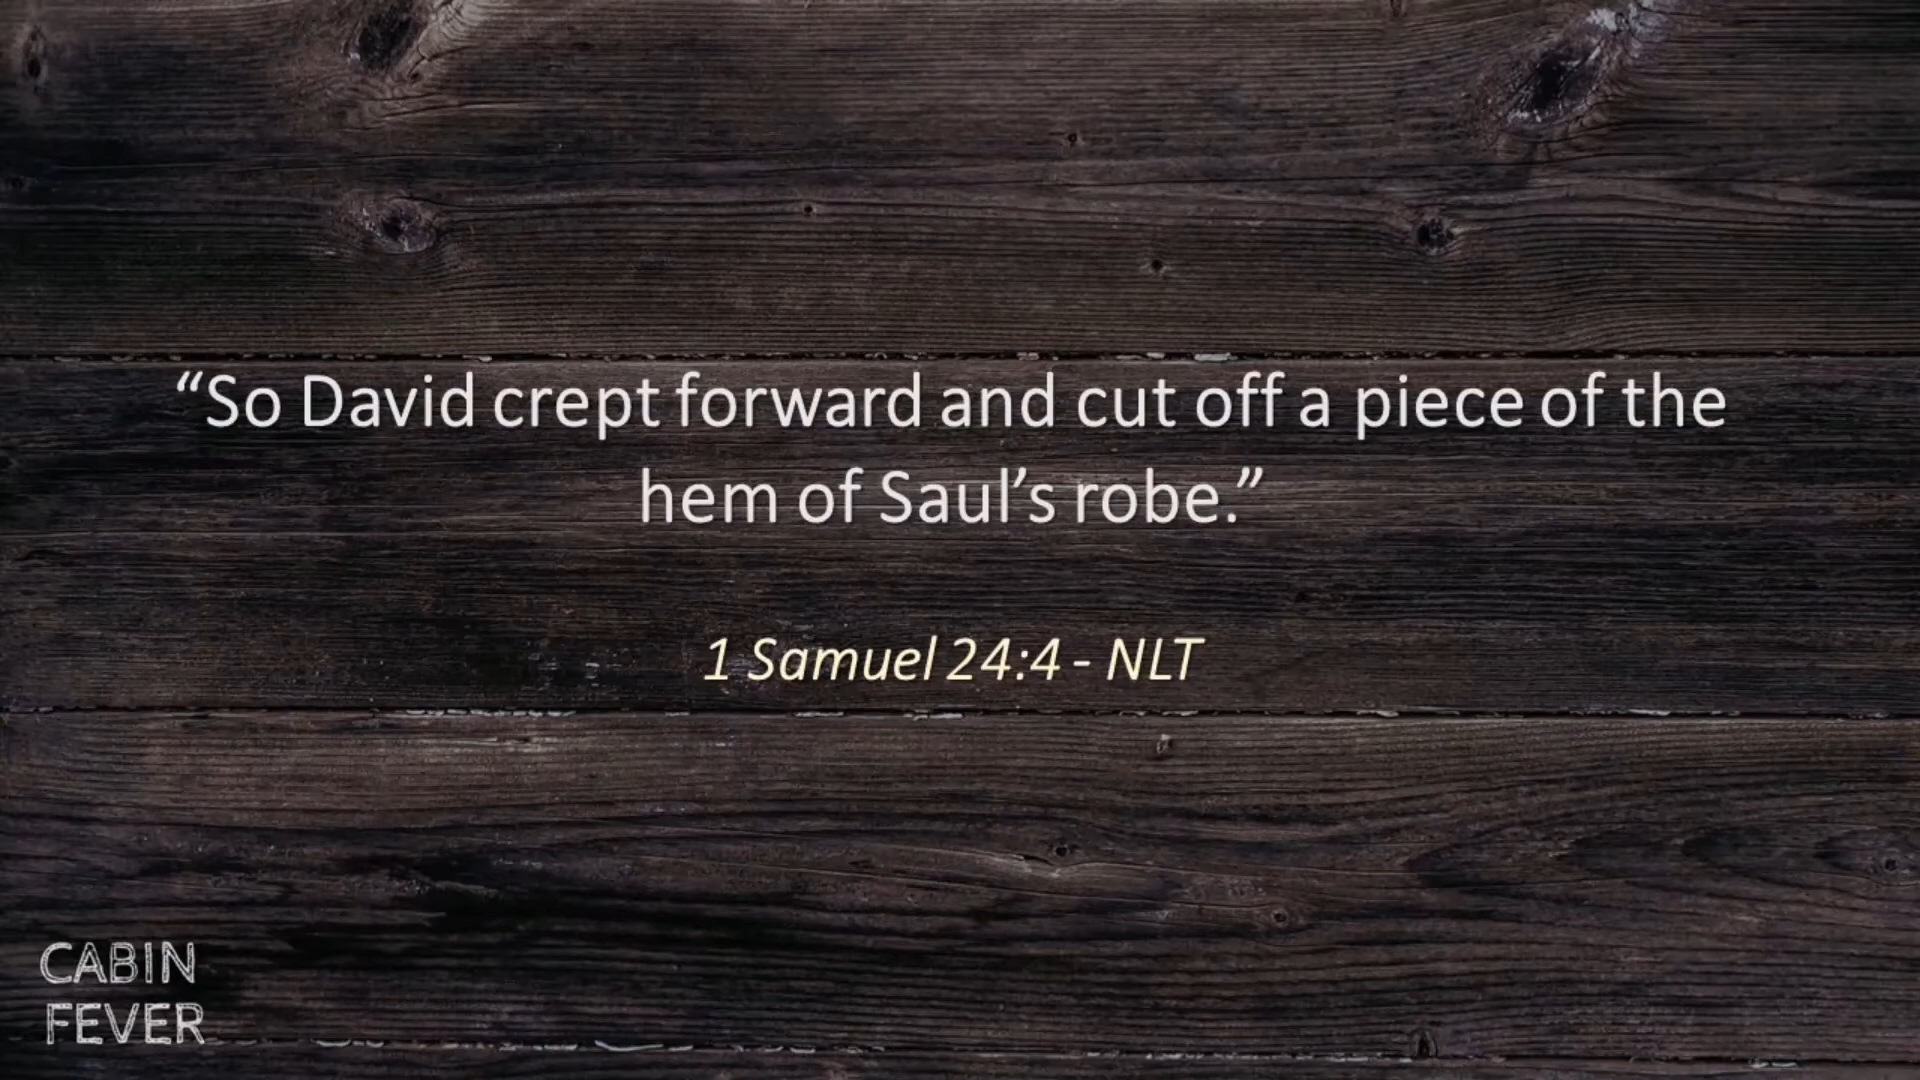 “So David crept forward and cut off a piece of the
hem of Saul’s robe.”
1 Samuel 24:4 - NLT
CABIN
FEVER